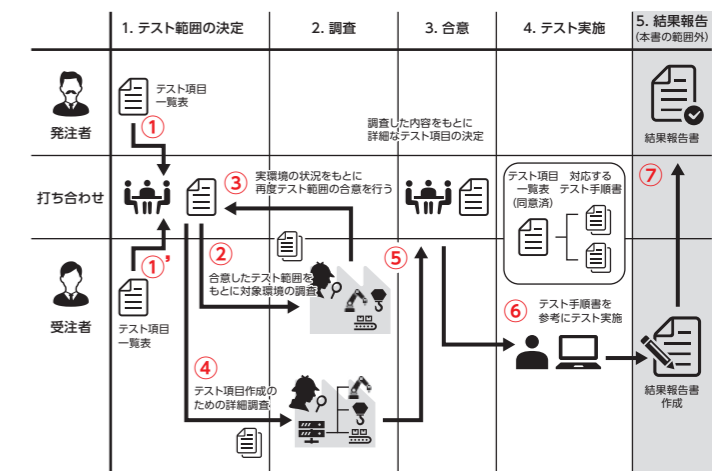 1. テスト範囲の決定
2. 調査
3. 合意
4. テスト実施
5. 結果報告
(本書の範囲外)
発注者
テスト項目
一覧表
①
調査した内容をもとに
詳細なテスト項目の決定
結果報告書
打ち合わせ
③
実環境の状況をもとに
再度テスト範囲の合意を行う
テスト項目
一覧表
(同意済)
対応する
テスト手順書
⑦
受注者
①’
テスト項目
一覧表
②
合意したテスト範囲を
もとに対象環境の調査
⑤
⑥
テスト手順書を
参考にテスト実施
④
テスト項目作成の
ための詳細調査
結果報告書
作成